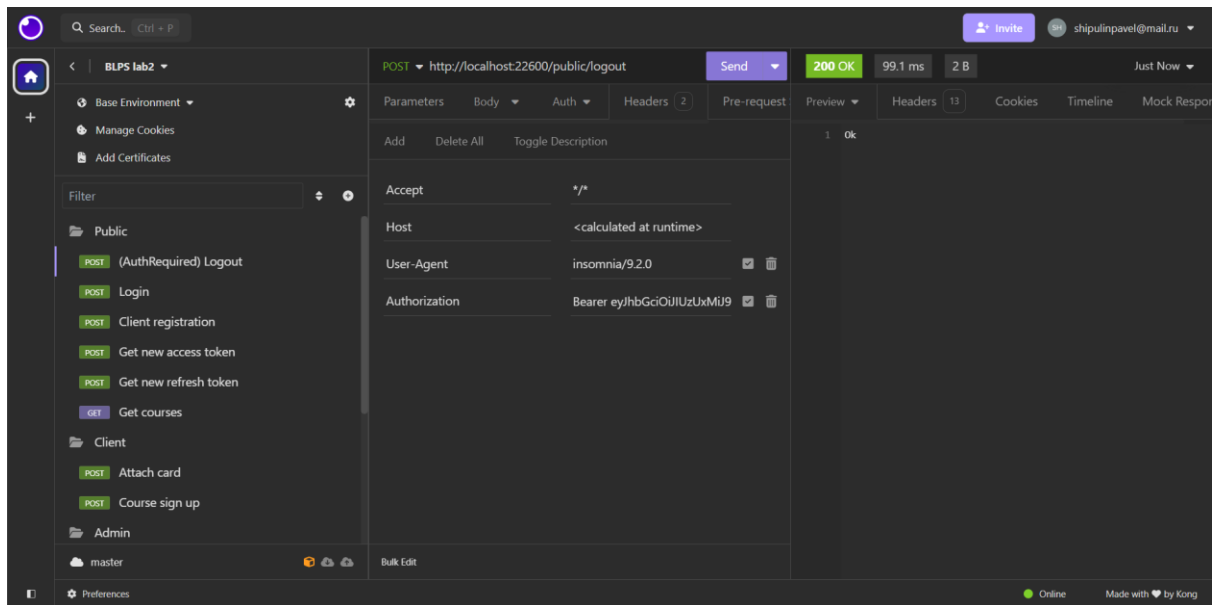 Search.. Ctrl + P
Invite
SH shipulinpavel@mail.ru
BLPS lab2
Base Environment
Manage Cookies
Add Certificates
Filter
Public
POST (AuthRequired) Logout
POST Login
POST Client registration
POST Get new access token
POST Get new refresh token
GET Get courses
Client
POST Attach card
POST Course sign up
Admin
master
POST http://localhost:22600/public/logout Send
Parameters Body Auth Headers 2 Pre-request
Add Delete All Toggle Description
Accept */*
Host <calculated at runtime>
User-Agent insomnia/9.2.0
Authorization Bearer eyJhbGciOiJIUzUxMiJ9
Bulk Edit
200 OK 99.1 ms 2 B Just Now
Preview Headers 13 Cookies Timeline Mock Respor
1 Ok
Preferences
Online Made with ♥ by Kong